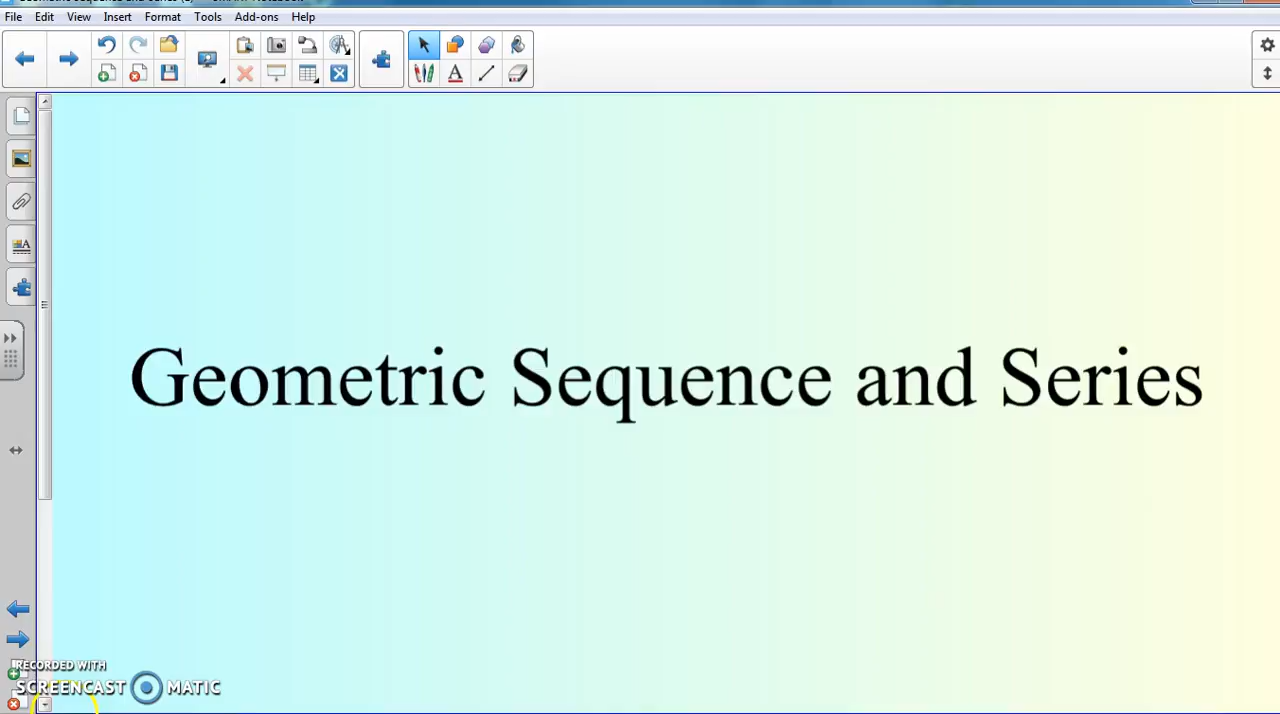 File Edit View Insert Format Tools Add-ons Help
Geometric Sequence and Series
RECORDED WITH
SCREENCAST MATIC